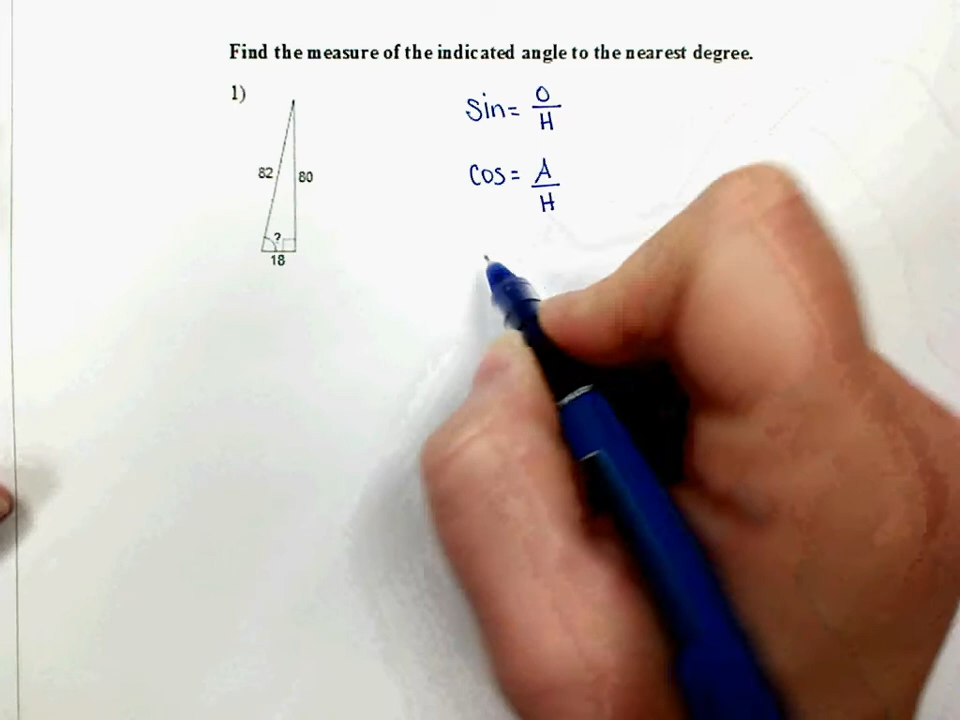 Find the measure of the indicated angle to the nearest degree.
1)
82
80
?
18
Sin= O
H
Cos= A
H